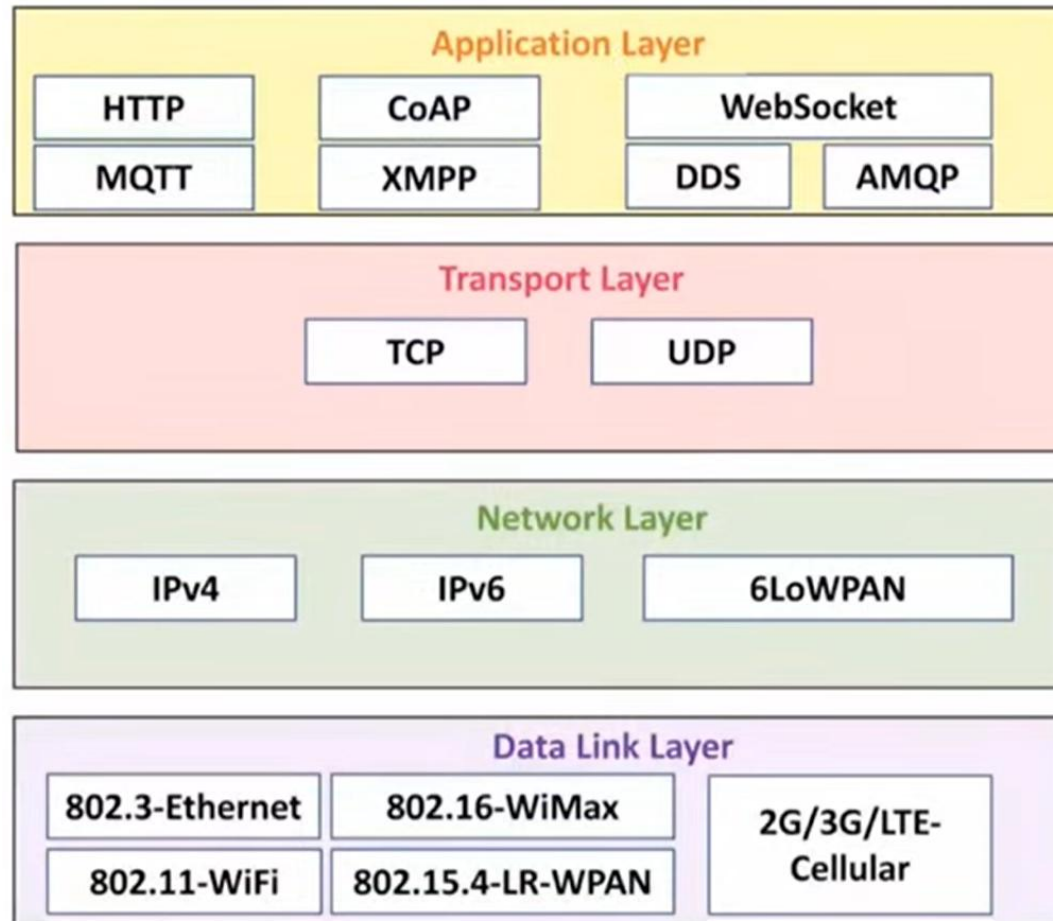 Application Layer
HTTP
CoAP
WebSocket
MQTT
XMPP
DDS
AMQP
Transport Layer
TCP
UDP
Network Layer
IPv4
IPv6
6LoWPAN
Data Link Layer
802.3-Ethernet
802.16-WiMax
2G/3G/LTE-
Cellular
802.11-WiFi
802.15.4-LR-WPAN